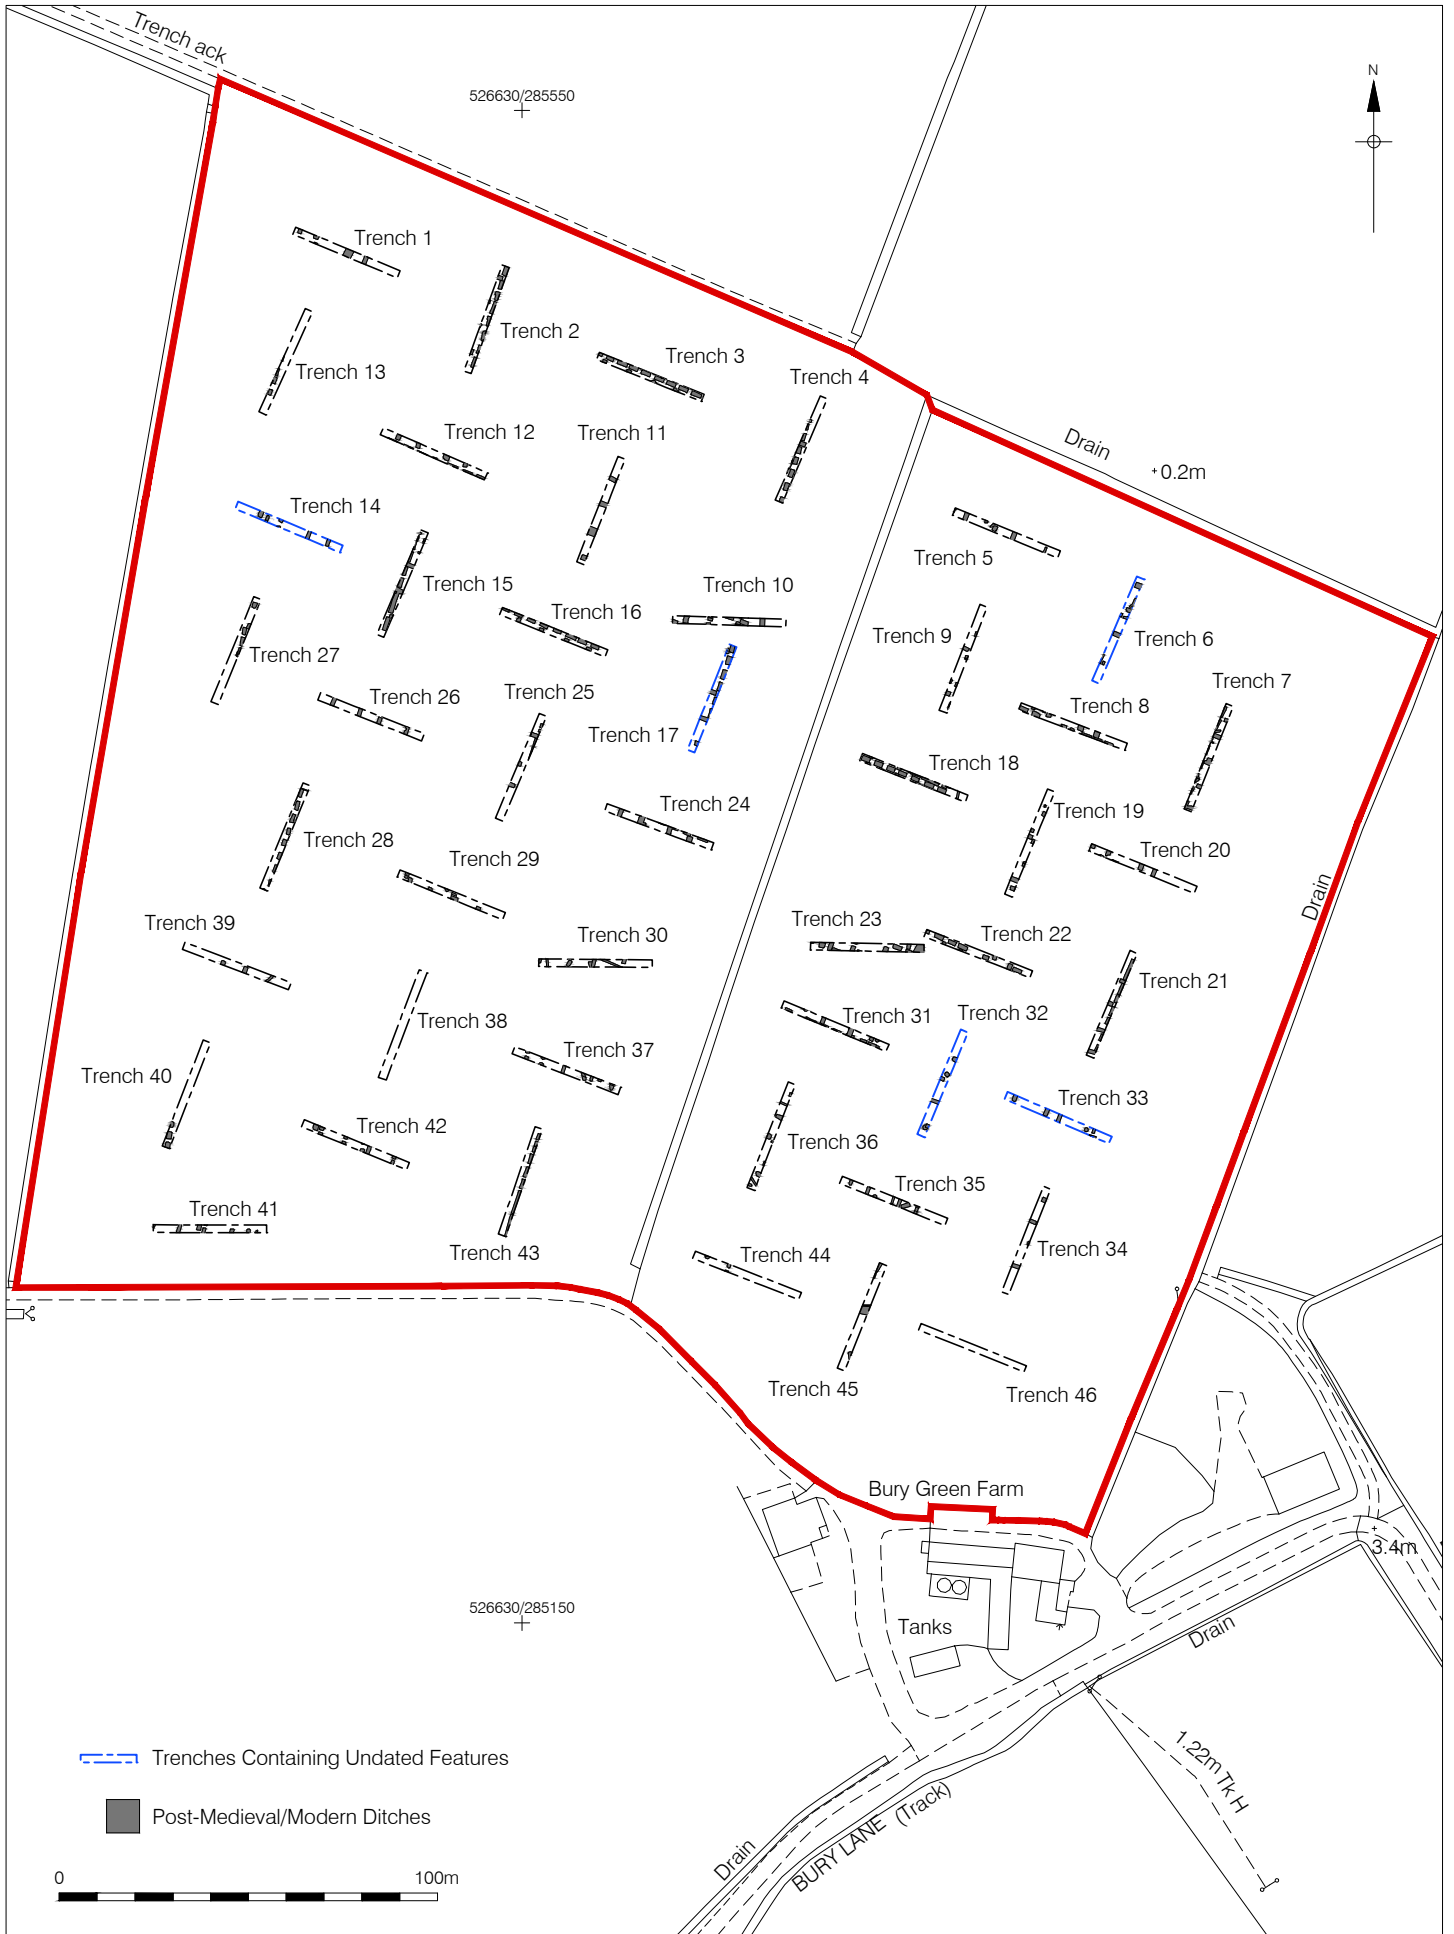 Trench ack
526630/285550
N
Trench 1
Trench 2
Trench 3
Trench 4
Trench 13
Trench 12
Trench 11
Drain
0.2m
Trench 14
Trench 5
Trench 15
Trench 10
Trench 16
Trench 9
Trench 6
Trench 27
Trench 7
Trench 26
Trench 25
Trench 8
Trench 17
Trench 18
Trench 24
Trench 19
Trench 28
Trench 20
Trench 29
Drain
Trench 39
Trench 23
Trench 30
Trench 22
Trench 21
Trench 38
Trench 31
Trench 32
Trench 37
Trench 40
Trench 33
Trench 42
Trench 36
Trench 35
Trench 41
Trench 43
Trench 44
Trench 34
Trench 45
Trench 46
Bury Green Farm
3.4m
526630/285150
Tanks
Drain
1.22m Tk H
Trenches Containing Undated Features
Post-Medieval/Modern Ditches
Drain
BURY LANE (Track)
0
100m